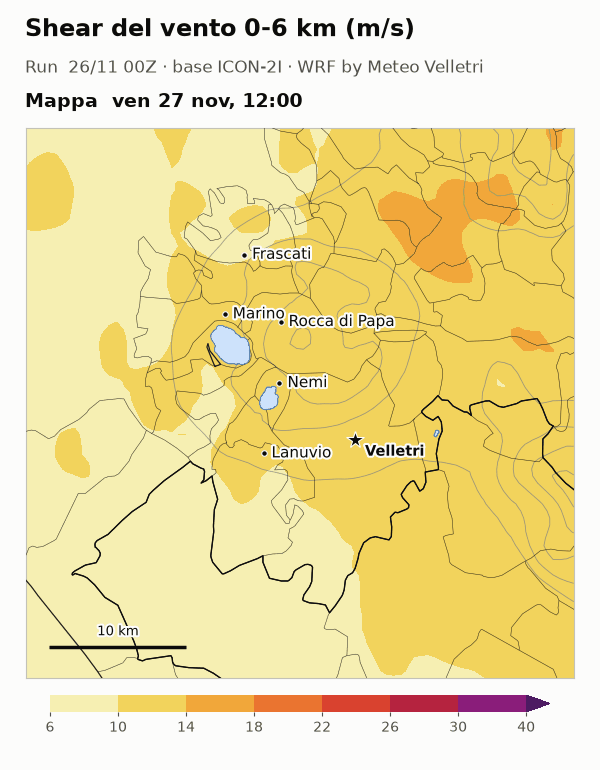 Shear del vento 0-6 km (m/s)
Run  26/11 00Z · base ICON-2I · WRF by Meteo Velletri
Mappa  ven 27 nov, 12:00
Frascati
Marino
Rocca di Papa
Nemi
Velletri
Lanuvio
10 km
6 10 14 18 22 26 30 40